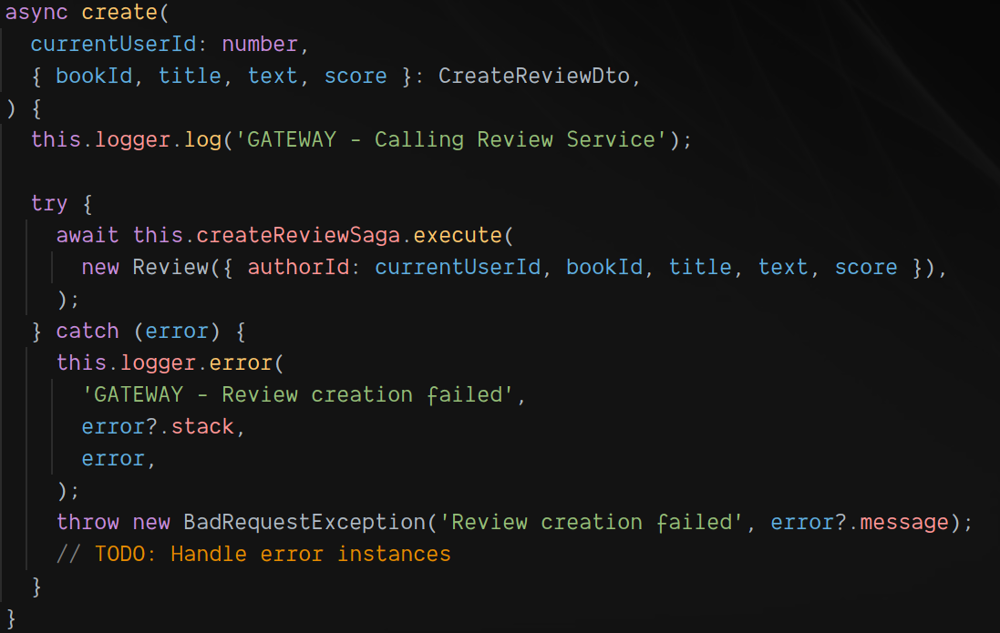 async create(
  currentUserId: number,
  { bookId, title, text, score }: CreateReviewDto,
) {
  this.logger.log('GATEWAY - Calling Review Service');

  try {
    await this.createReviewSaga.execute(
      new Review({ authorId: currentUserId, bookId, title, text, score }),
    );
  } catch (error) {
    this.logger.error(
      'GATEWAY - Review creation failed',
      error?.stack,
      error,
    );
    throw new BadRequestException('Review creation failed', error?.message);
    // TODO: Handle error instances
  }
}